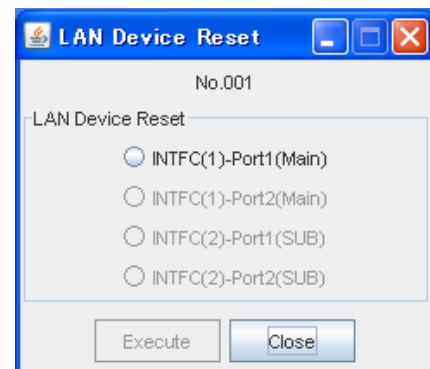 LAN Device Reset
No.001
LAN Device Reset
INTFC(1)-Port1(Main)
INTFC(1)-Port2(Main)
INTFC(2)-Port1(SUB)
INTFC(2)-Port2(SUB)
Execute Close